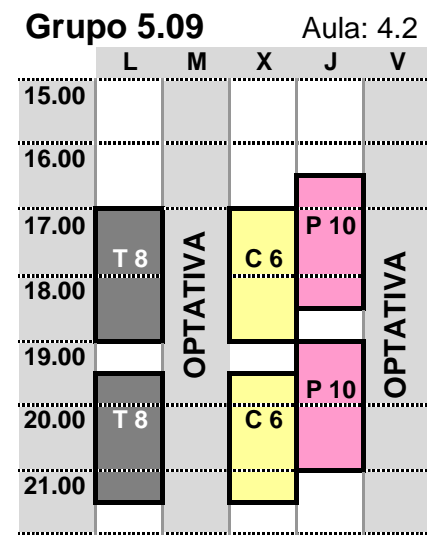 Grupo 5.09 Aula: 4.2
L M X J V
15.00
16.00
17.00 P 10
T 8 C 6
18.00
OPTATIVA
OPTATIVA
19.00
P 10
20.00 T 8 C 6
21.00